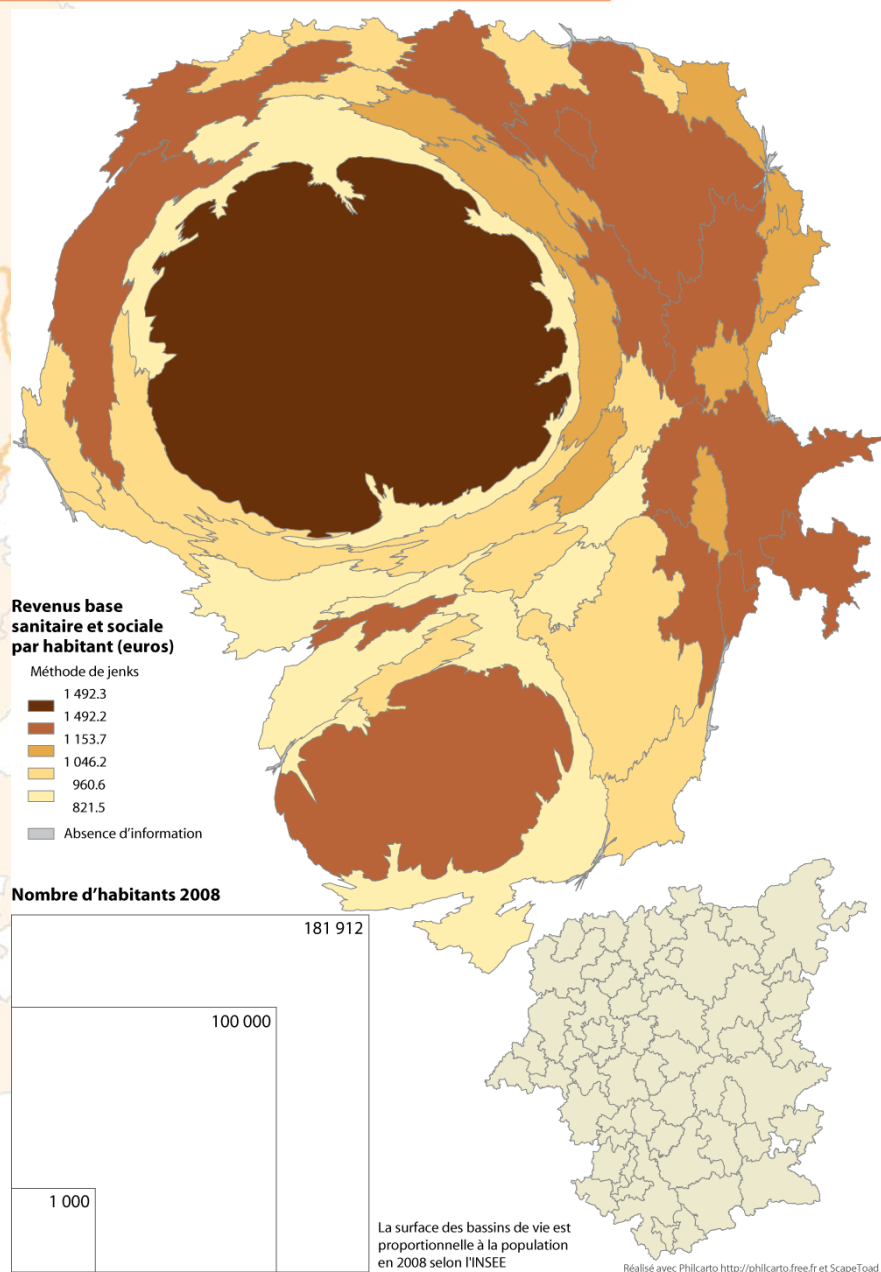 Revenus base
sanitaire et sociale
par habitant (euros)
Méthode de jenks
1 492.3
1 492.2
1 153.7
1 046.2
960.6
821.5
Absence d'information
Nombre d'habitants 2008
181 912
100 000
1 000
La surface des bassins de vie est
proportionnelle à la population
en 2008 selon l'INSEE
Réalisé avec Philcarto http://philcarto.free.fr et ScapeToad